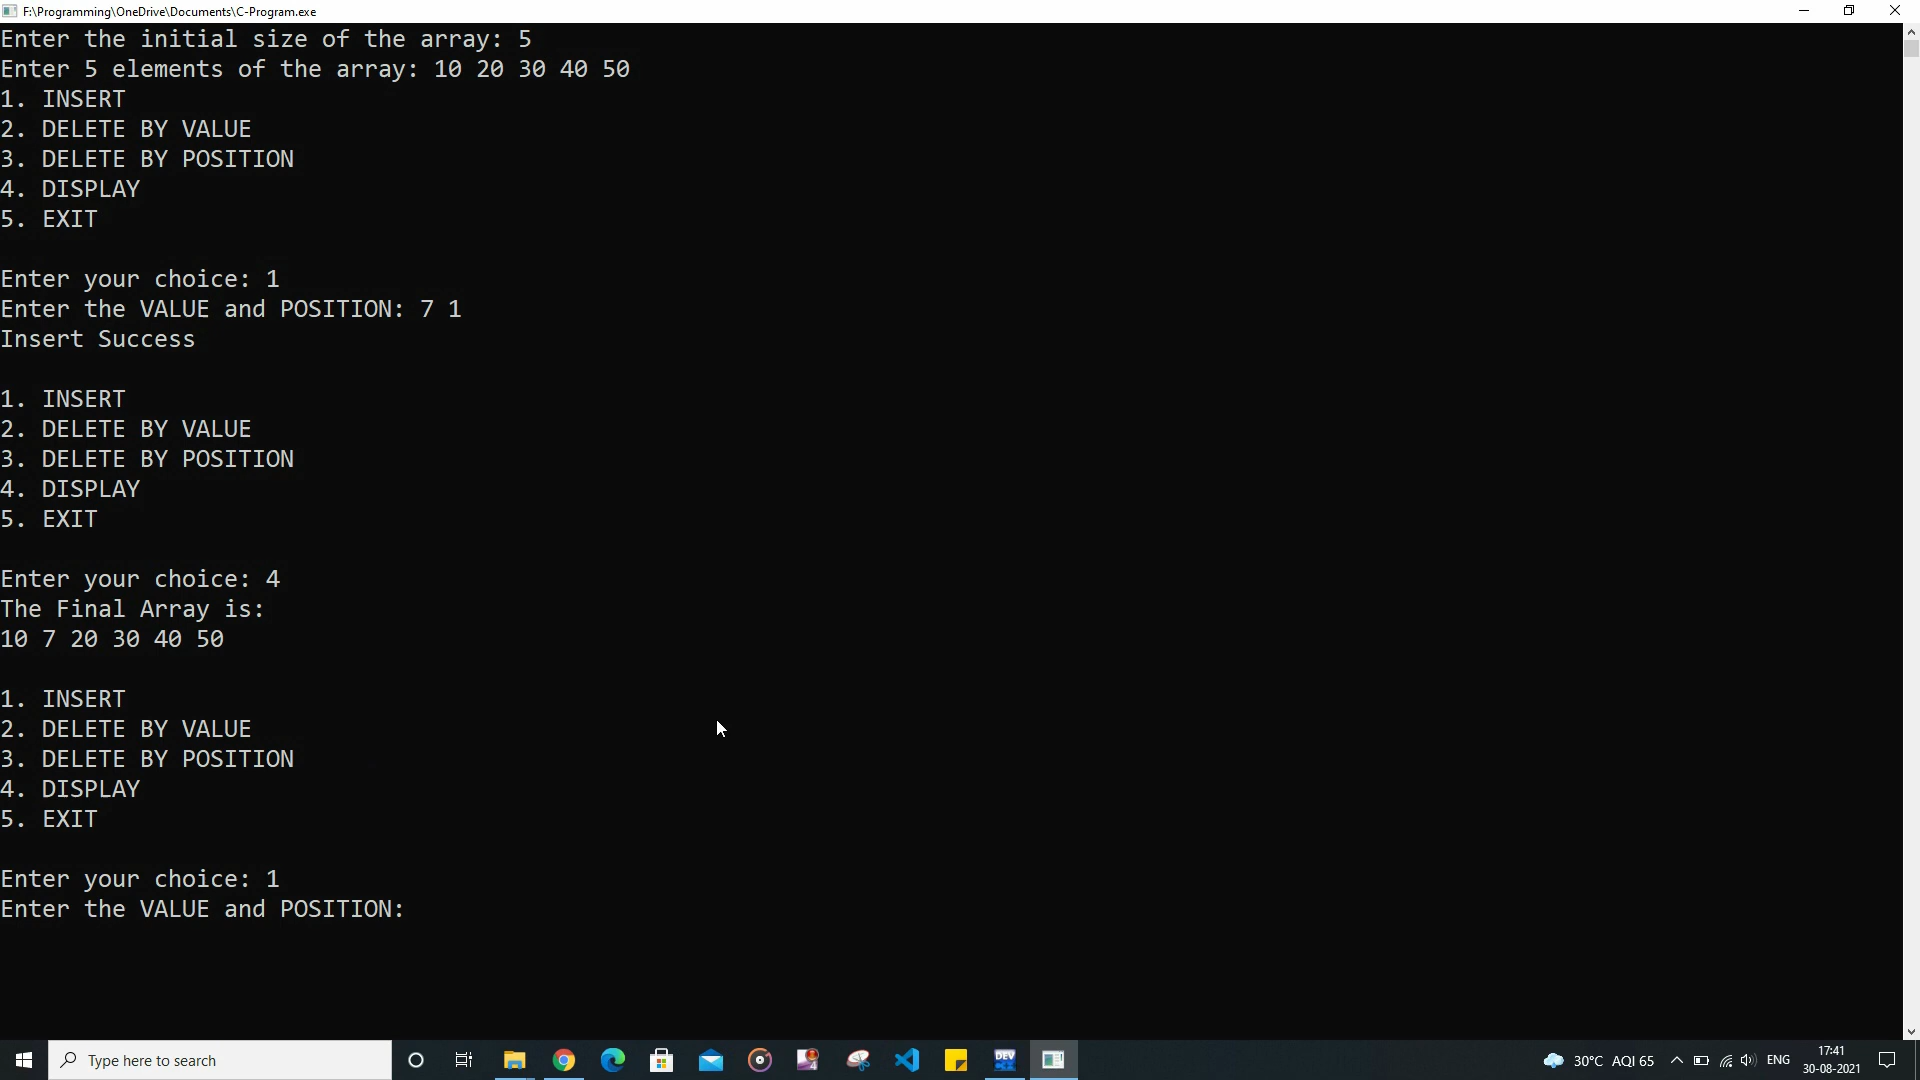 F:\Programming\OneDrive\Documents\C-Program.exe
Enter the initial size of the array: 5
Enter 5 elements of the array: 10 20 30 40 50
1. INSERT
2. DELETE BY VALUE
3. DELETE BY POSITION
4. DISPLAY
5. EXIT
Enter your choice: 1
Enter the VALUE and POSITION: 7 1
Insert Success
1. INSERT
2. DELETE BY VALUE
3. DELETE BY POSITION
4. DISPLAY
5. EXIT
Enter your choice: 4
The Final Array is:
10 7 20 30 40 50
1. INSERT
2. DELETE BY VALUE
3. DELETE BY POSITION
4. DISPLAY
5. EXIT
Enter your choice: 1
Enter the VALUE and POSITION:
Type here to search
DEV
30°C AQI 65
ENG
17:41
30-08-2021